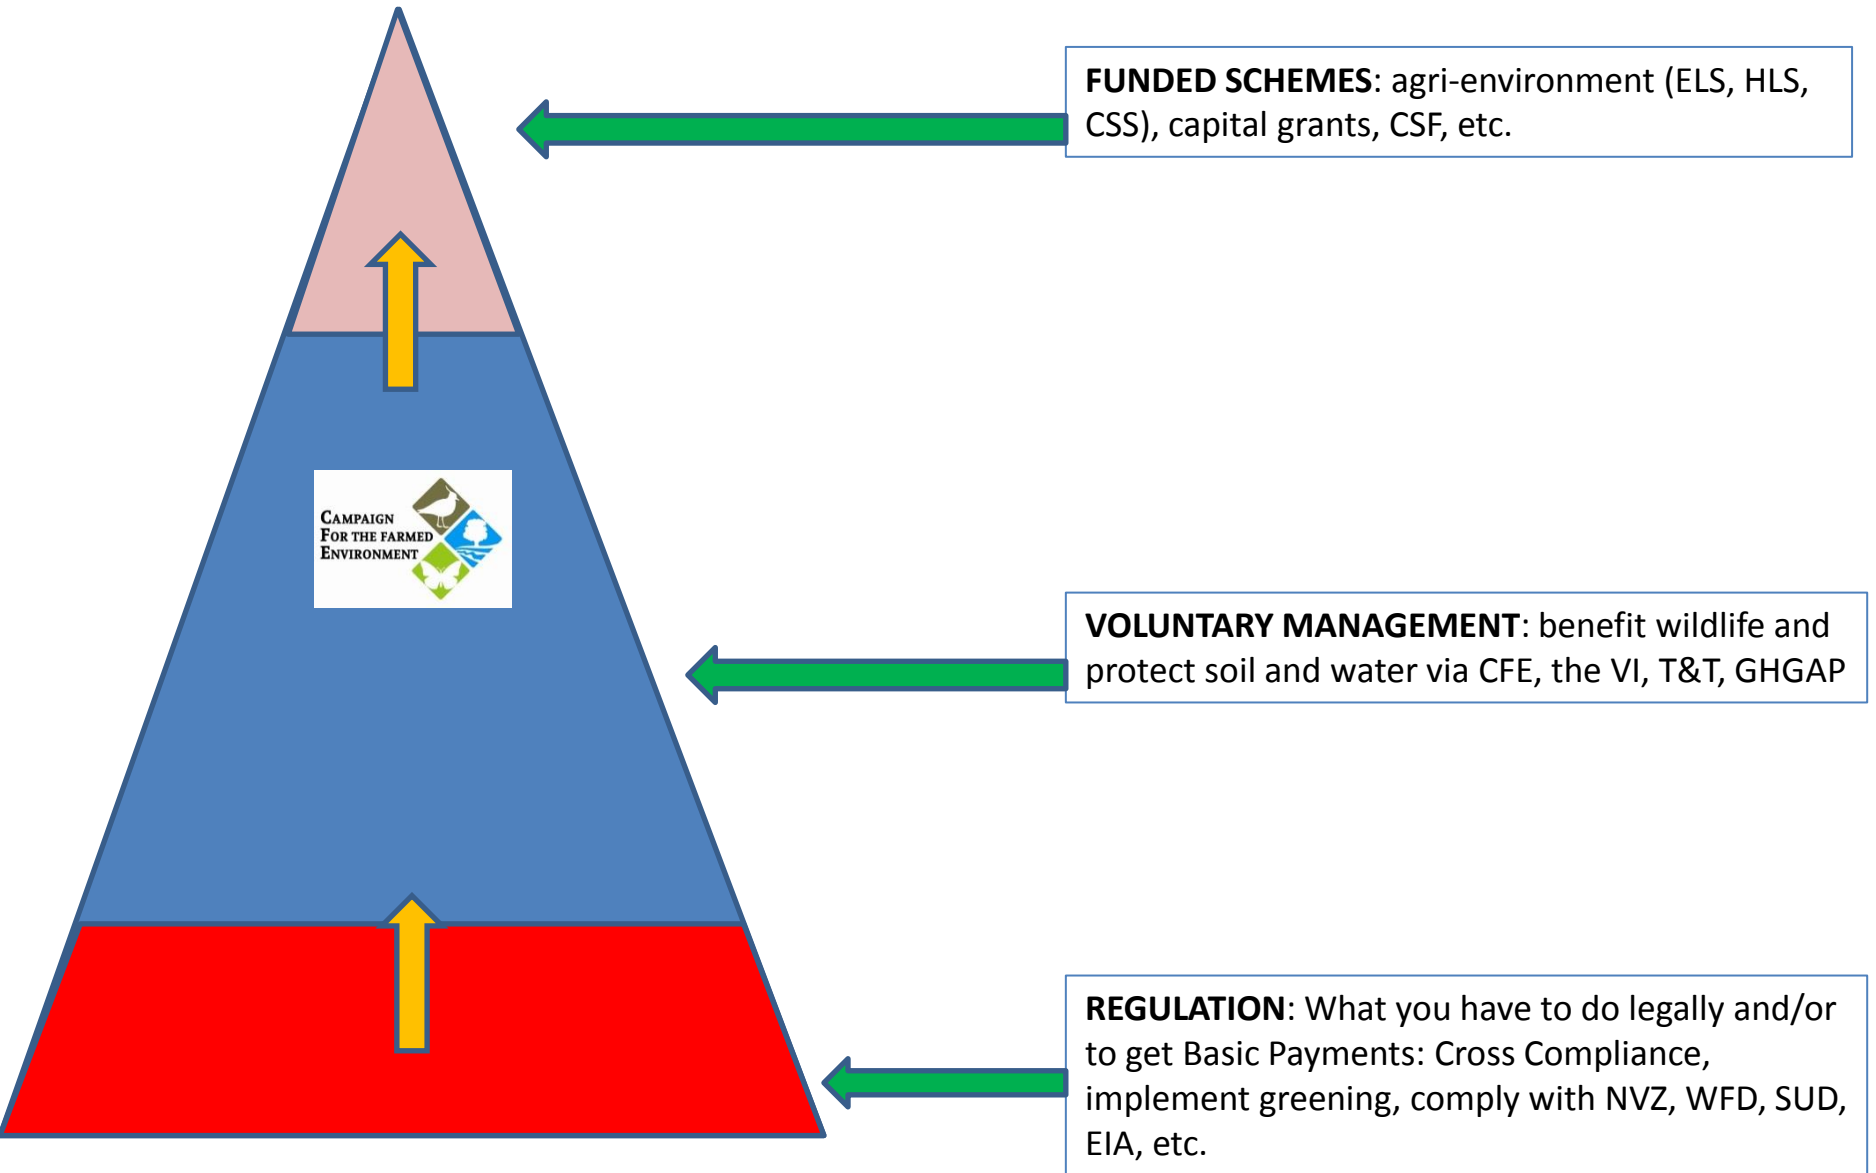 FUNDED SCHEMES: agri-environment (ELS, HLS,
CSS), capital grants, CSF, etc.
CAMPAIGN
FOR THE FARMED
ENVIRONMENT
VOLUNTARY MANAGEMENT: benefit wildlife and
protect soil and water via CFE, the VI, T&T, GHGAP
REGULATION: What you have to do legally and/or
to get Basic Payments: Cross Compliance,
implement greening, comply with NVZ, WFD, SUD,
EIA, etc.